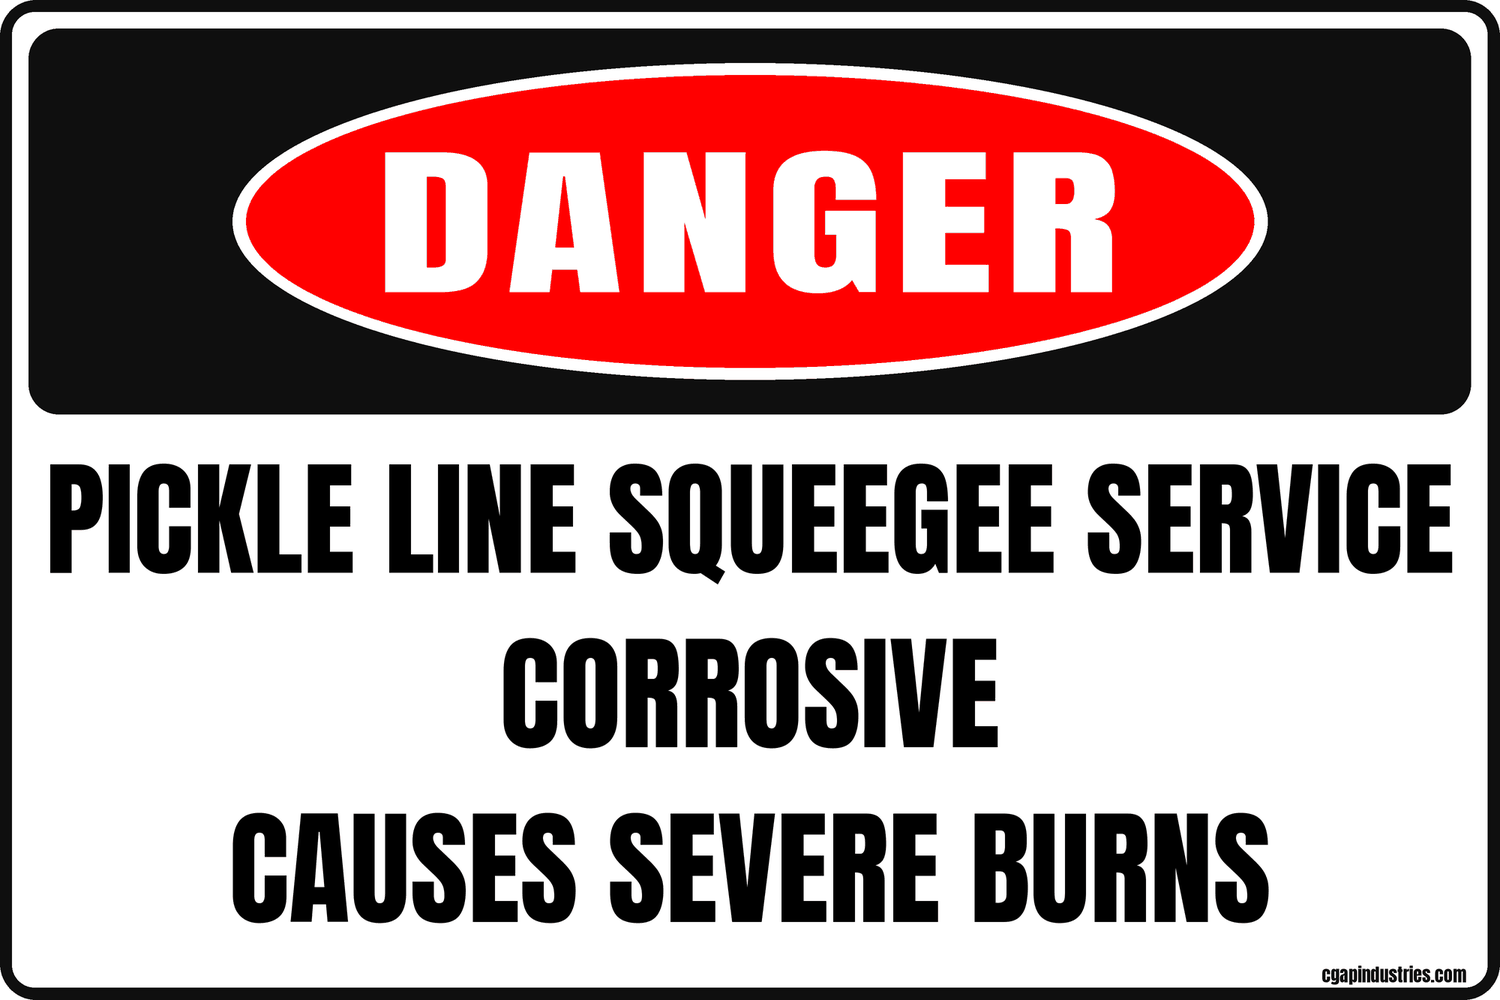 DANGER
PICKLE LINE SQUEEGEE SERVICE
CORROSIVE
CAUSES SEVERE BURNS
cgapindustries.com